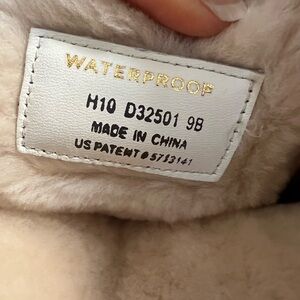 WATERPROOF
H10 D32501 9B
MADE IN CHINA
US PATENT # 5713141